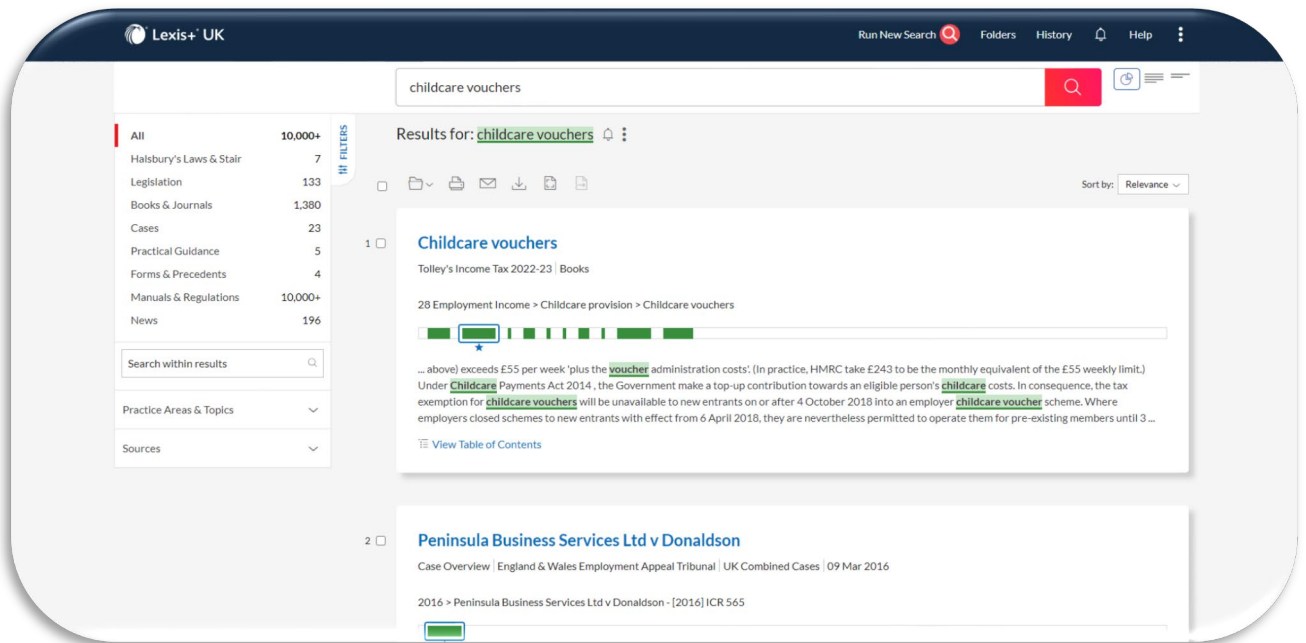 Lexis+® UK
Run New Search
Folders
History
Help
childcare vouchers
All 10,000+
Halsbury's Laws & Stair 7
Legislation 133
Books & Journals 1,380
Cases 23
Practical Guidance 5
Forms & Precedents 4
Manuals & Regulations 10,000+
News 196
Search within results
Practice Areas & Topics
Sources
FILTERS
Results for: childcare vouchers
Sort by: Relevance
1
Childcare vouchers
Tolley's Income Tax 2022-23 | Books
28 Employment Income > Childcare provision > Childcare vouchers
... above) exceeds £55 per week 'plus the voucher administration costs'. (In practice, HMRC take £243 to be the monthly equivalent of the £55 weekly limit.)
Under Childcare Payments Act 2014 , the Government make a top-up contribution towards an eligible person's childcare costs. In consequence, the tax
exemption for childcare vouchers will be unavailable to new entrants on or after 4 October 2018 into an employer childcare voucher scheme. Where
employers closed schemes to new entrants with effect from 6 April 2018, they are nevertheless permitted to operate them for pre-existing members until 3 ...
View Table of Contents
2
Peninsula Business Services Ltd v Donaldson
Case Overview | England & Wales Employment Appeal Tribunal | UK Combined Cases | 09 Mar 2016
2016 > Peninsula Business Services Ltd v Donaldson - [2016] ICR 565